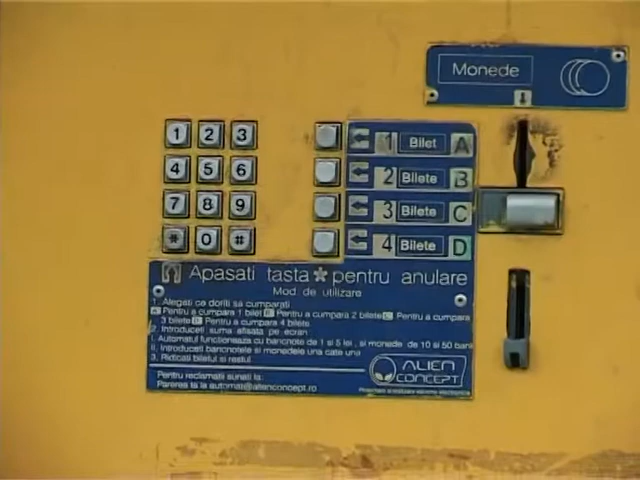 Monede
1 2 3
1 Bilet A
4 5 6
2 Bilete B
7 8 9
3 Bilete C
* 0 #
4 Bilete D
Apasati tasta * pentru anulare
Mod de utilizare
1. Alegeti ce doriti sa cumparati
A Pentru a cumpara 1 bilet B Pentru a cumpara 2 bilete C Pentru a cumpara
3 bilete D Pentru a cumpara 4 bilete
2. Introduceti suma afisata pe ecran
I. Automatul functioneaza cu bancnote de 1 si 5 lei, si monede de 10 si 50 bani
II. Introduceti bancnotele si monedele una cate una
3. Ridicati biletul si restul
ALIEN
CONCEPT
Pentru reclamatii sunati la:
Parerea ta la automat@alienconcept.ro